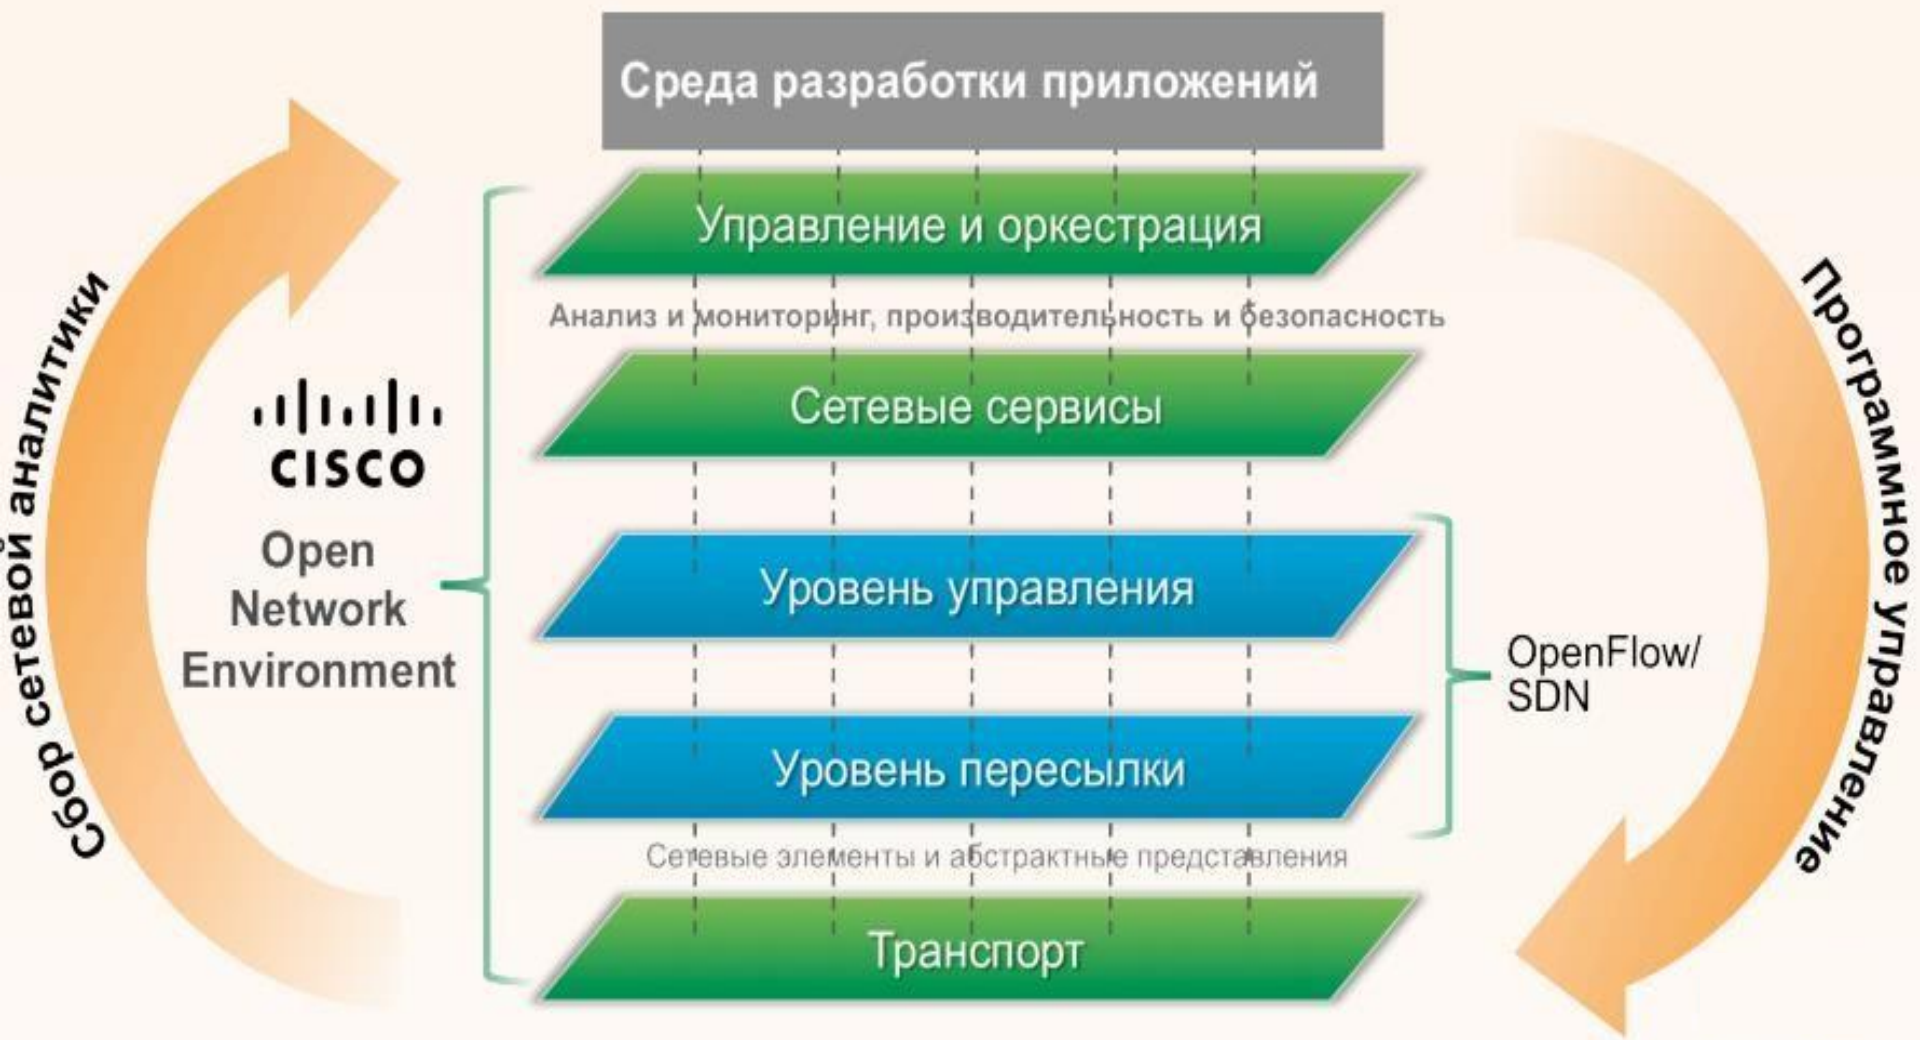 Среда разработки приложений
Управление и оркестрация
Анализ и мониторинг, производительность и безопасность
Сетевые сервисы
Уровень управления
Уровень пересылки
Сетевые элементы и абстрактные представления
Транспорт
Сбор сетевой аналитики
CISCO
Open
Network
Environment
OpenFlow/
SDN
Программное управление